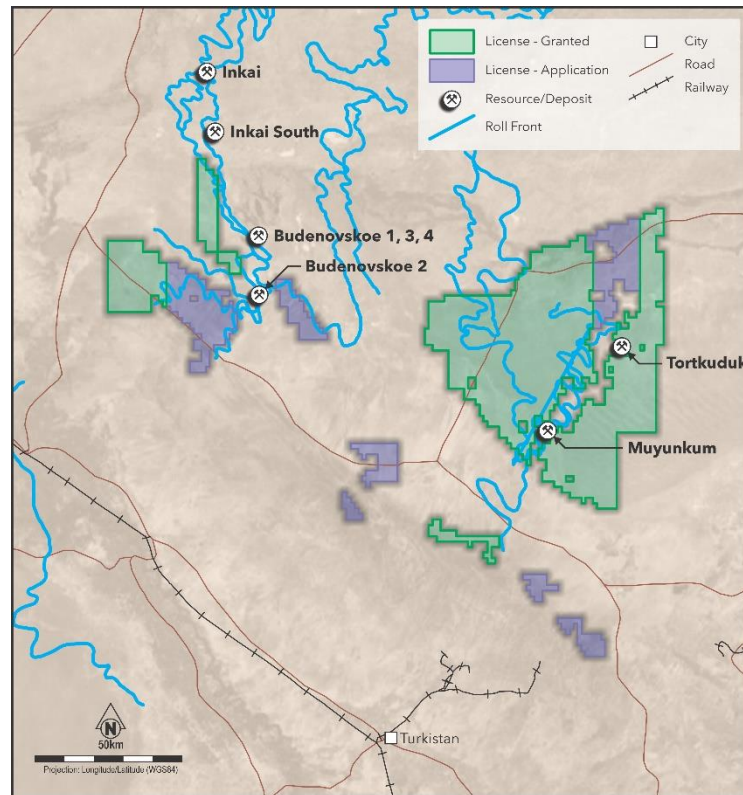 License - Granted
License - Application
Resource/Deposit
Roll Front
City
Road
Railway
Inkai
Inkai South
Budenovskoe 1, 3, 4
Budenovskoe 2
Tortkuduk
Muyunkum
Turkistan
N
50km
Projection: Longitude/Latitude (WGS84)